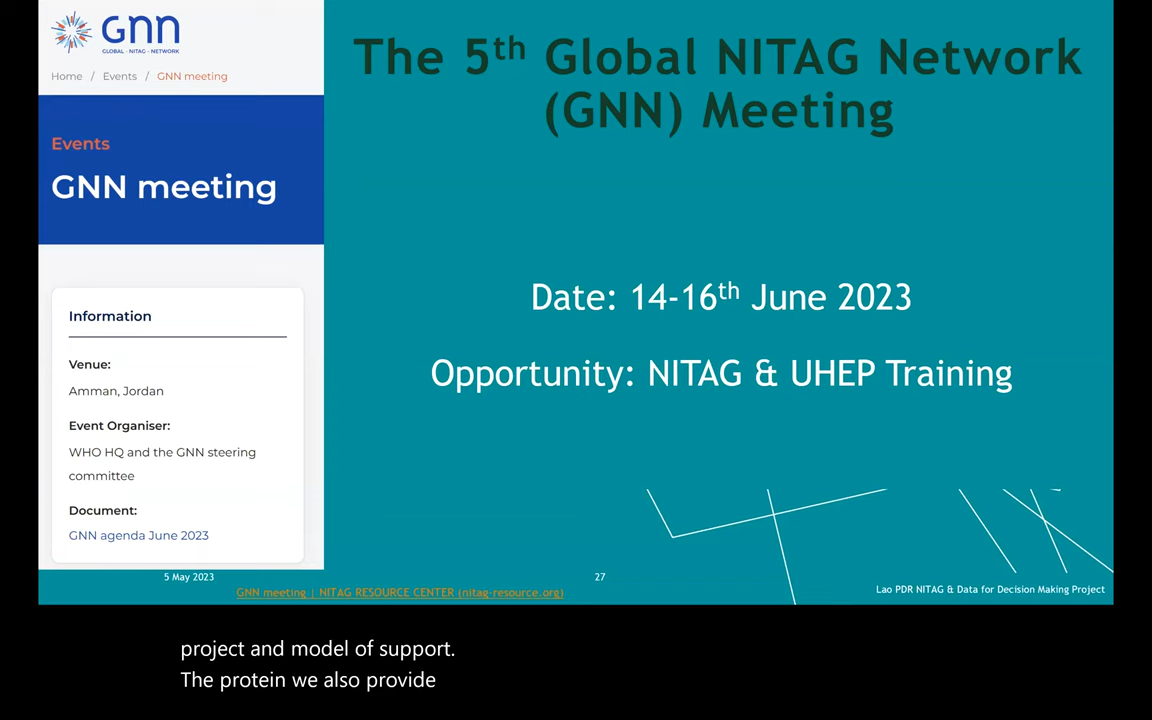 gnn
GLOBAL · NITAG · NETWORK
Home / Events / GNN meeting
Events
GNN meeting
Information
Venue:
Amman, Jordan
Event Organiser:
WHO HQ and the GNN steering
committee
Document:
GNN agenda June 2023
The 5th Global NITAG Network
(GNN) Meeting
Date: 14-16th June 2023
Opportunity: NITAG & UHEP Training
5 May 2023
27
GNN meeting | NITAG RESOURCE CENTER (nitag-resource.org)
Lao PDR NITAG & Data for Decision Making Project
project and model of support.
The protein we also provide